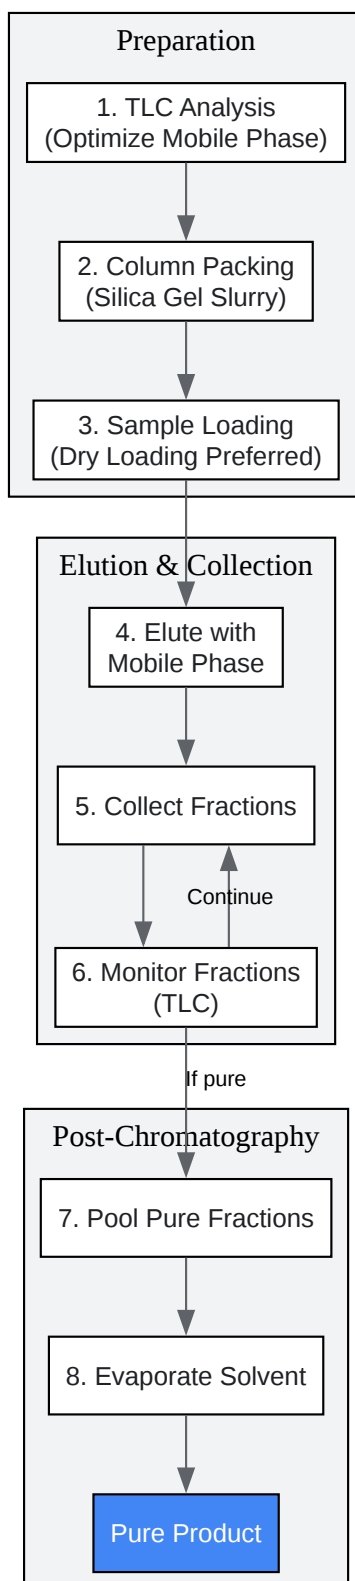 Preparation
1. TLC Analysis
(Optimize Mobile Phase)
2. Column Packing
(Silica Gel Slurry)
3. Sample Loading
(Dry Loading Preferred)
Elution & Collection
4. Elute with
Mobile Phase
5. Collect Fractions
Continue
6. Monitor Fractions
(TLC)
If pure
Post-Chromatography
7. Pool Pure Fractions
8. Evaporate Solvent
Pure Product